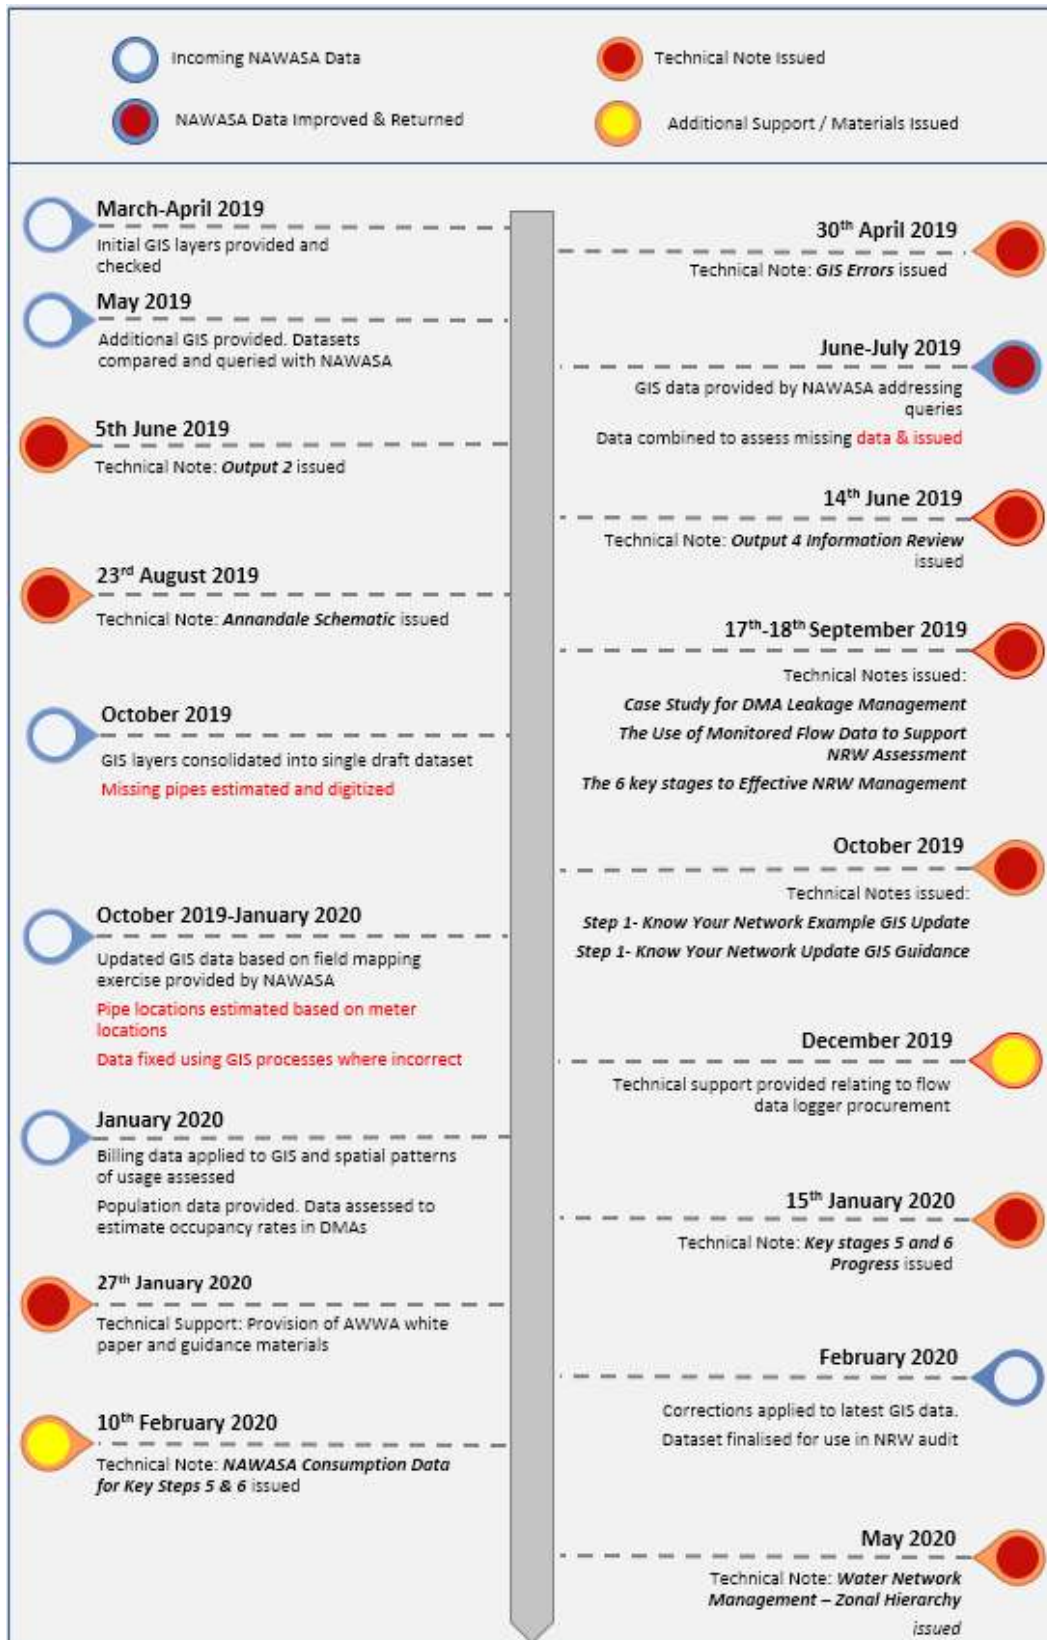 Incoming NAWASA Data
Technical Note Issued
NAWASA Data Improved & Returned
Additional Support / Materials Issued
March-April 2019
Initial GIS layers provided and
checked
30th April 2019
Technical Note: GIS Errors issued
May 2019
Additional GIS provided. Datasets
compared and queried with NAWASA
June-July 2019
GIS data provided by NAWASA addressing
queries
Data combined to assess missing data & issued
5th June 2019
Technical Note: Output 2 issued
14th June 2019
Technical Note: Output 4 Information Review
issued
23rd August 2019
Technical Note: Annandale Schematic issued
17th-18th September 2019
Technical Notes issued:
Case Study for DMA Leakage Management
The Use of Monitored Flow Data to Support
NRW Assessment
The 6 key stages to Effective NRW Management
October 2019
GIS layers consolidated into single draft dataset
Missing pipes estimated and digitized
October 2019
Technical Notes issued:
Step 1- Know Your Network Example GIS Update
Step 1- Know Your Network Update GIS Guidance
October 2019-January 2020
Updated GIS data based on field mapping
exercise provided by NAWASA
Pipe locations estimated based on meter
locations
Data fixed using GIS processes where incorrect
December 2019
Technical support provided relating to flow
data logger procurement
January 2020
Billing data applied to GIS and spatial patterns
of usage assessed
Population data provided. Data assessed to
estimate occupancy rates in DMAs
15th January 2020
Technical Note: Key stages 5 and 6
Progress issued
27th January 2020
Technical Support: Provision of AWWA white
paper and guidance materials
February 2020
Corrections applied to latest GIS data.
Dataset finalised for use in NRW audit
10th February 2020
Technical Note: NAWASA Consumption Data
for Key Steps 5 & 6 issued
May 2020
Technical Note: Water Network
Management – Zonal Hierarchy
issued